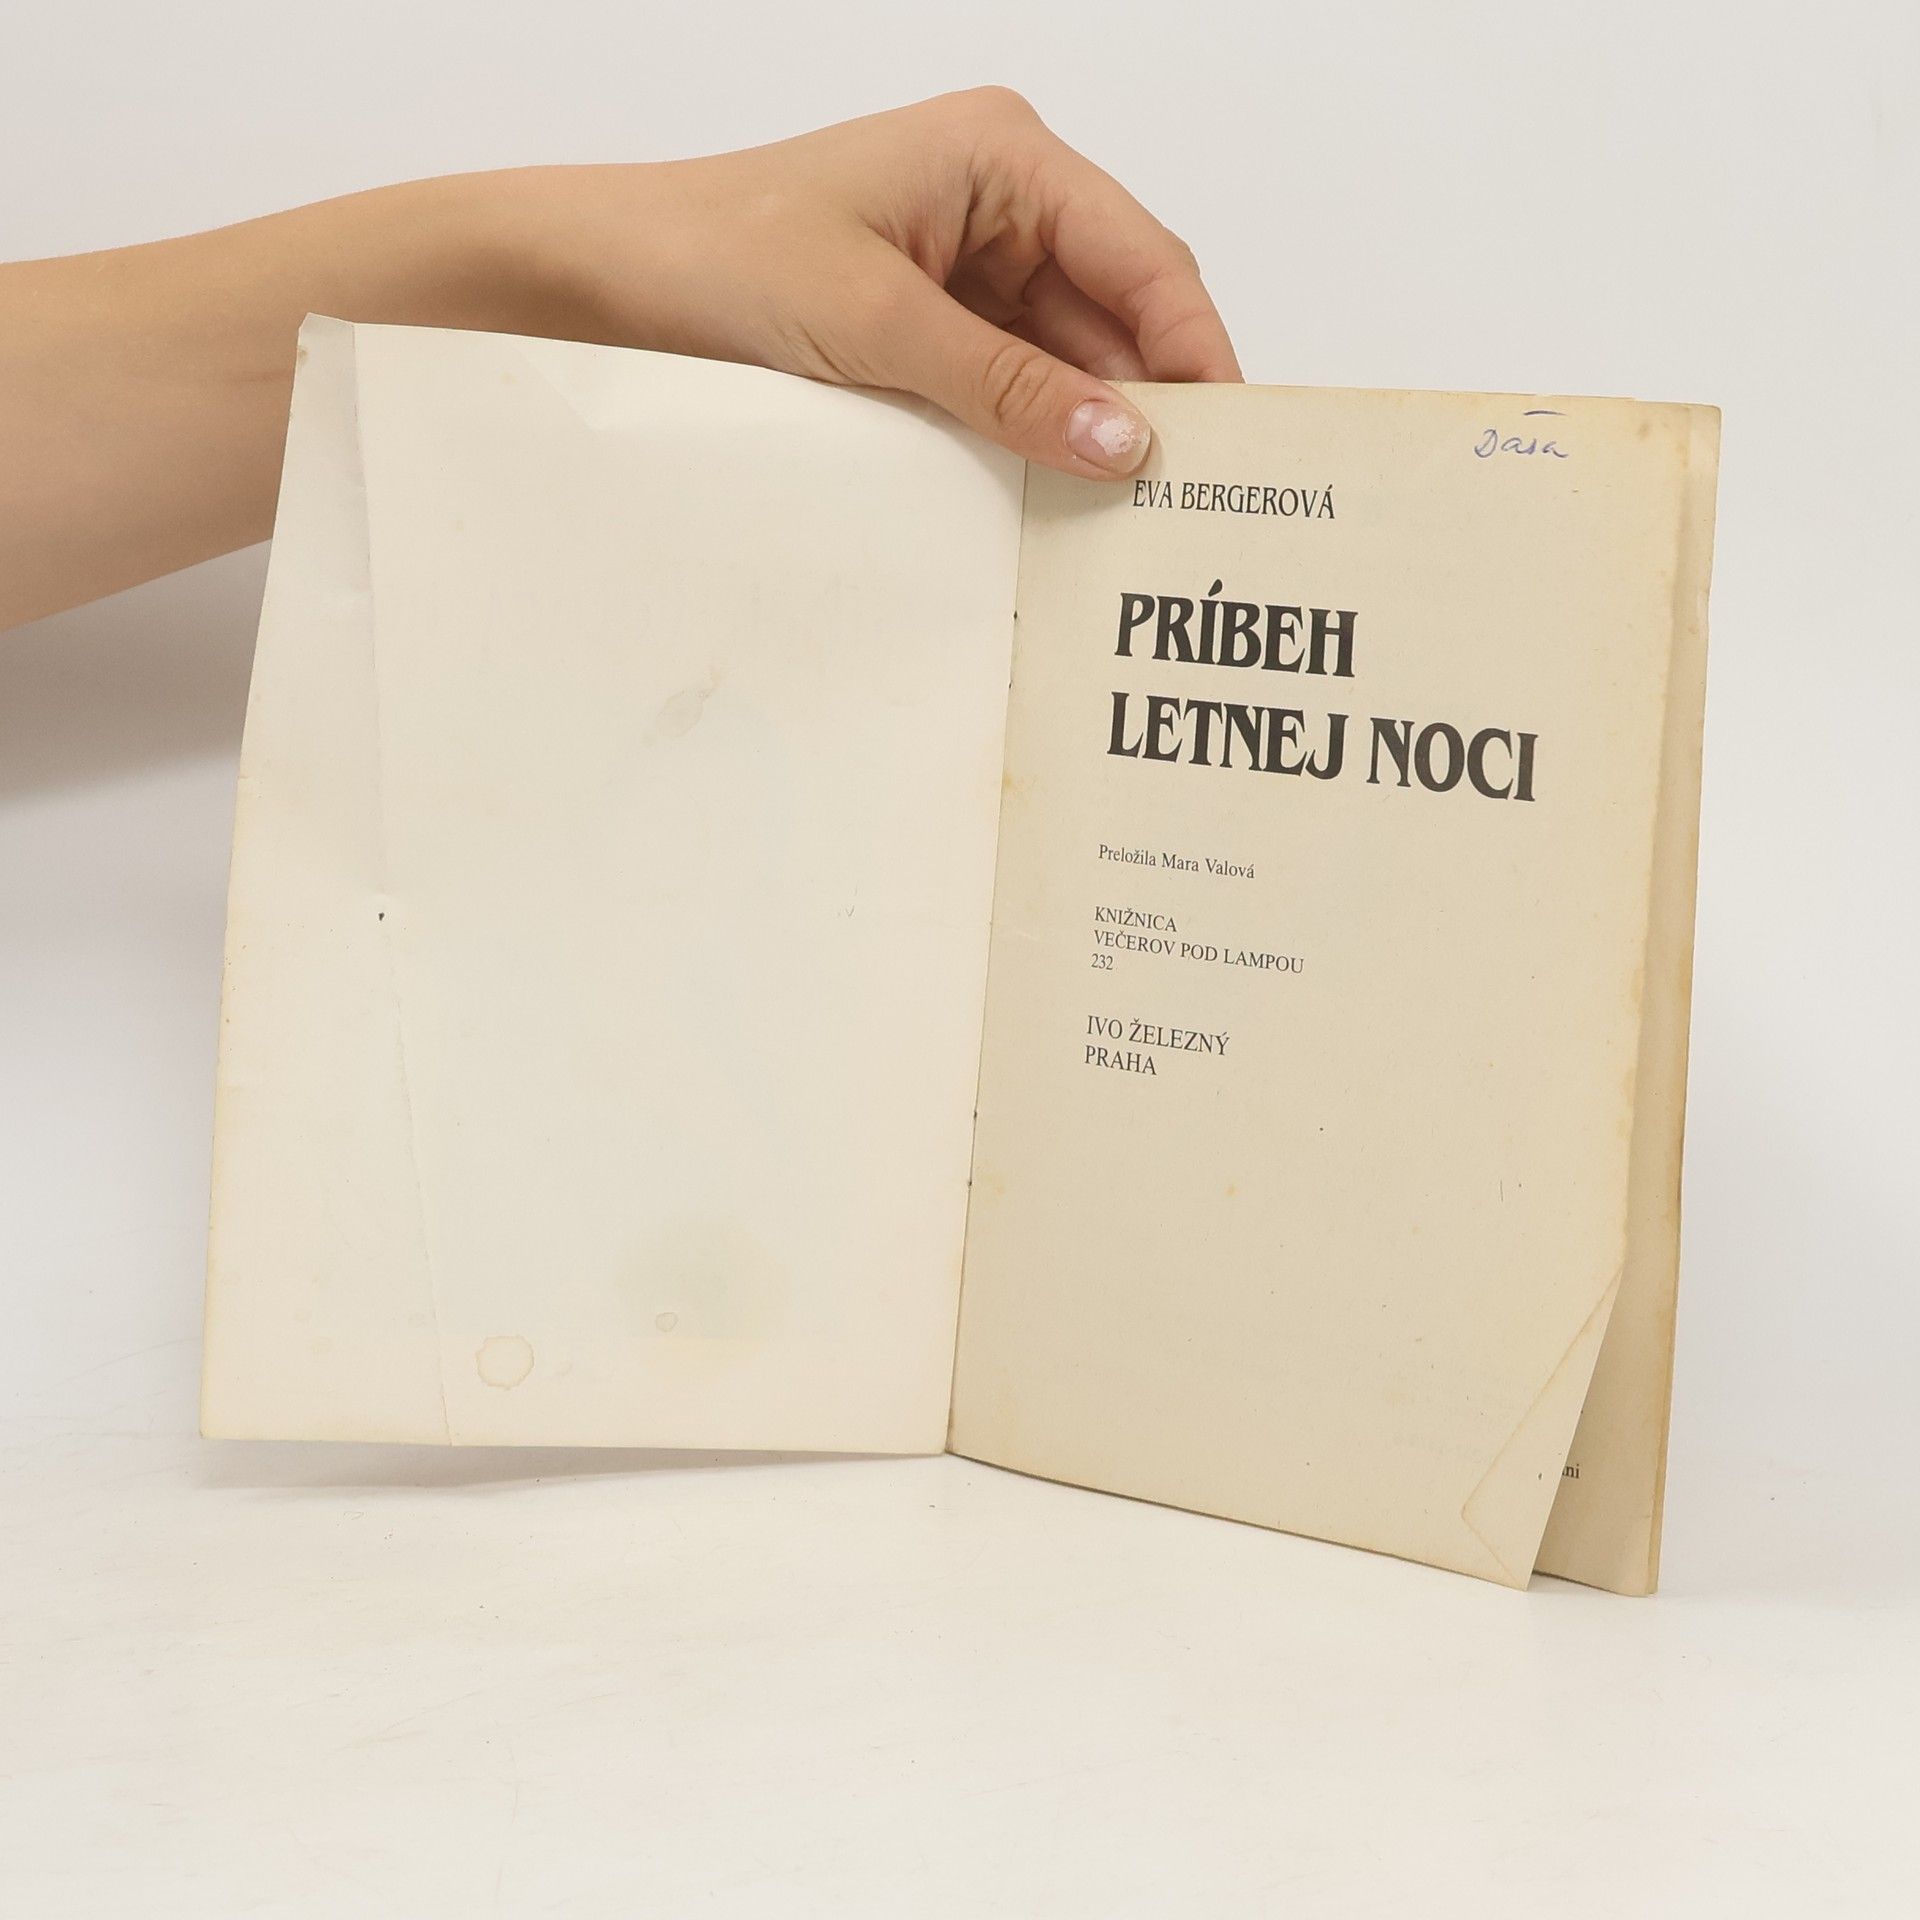 Daša
EVA BERGEROVÁ
PRÍBEH
LETNEJ NOCI
Preložila Mara Valová
KNIŽNICA
VEČEROV POD LAMPOU
232
IVO ŽELEZNÝ
PRAHA